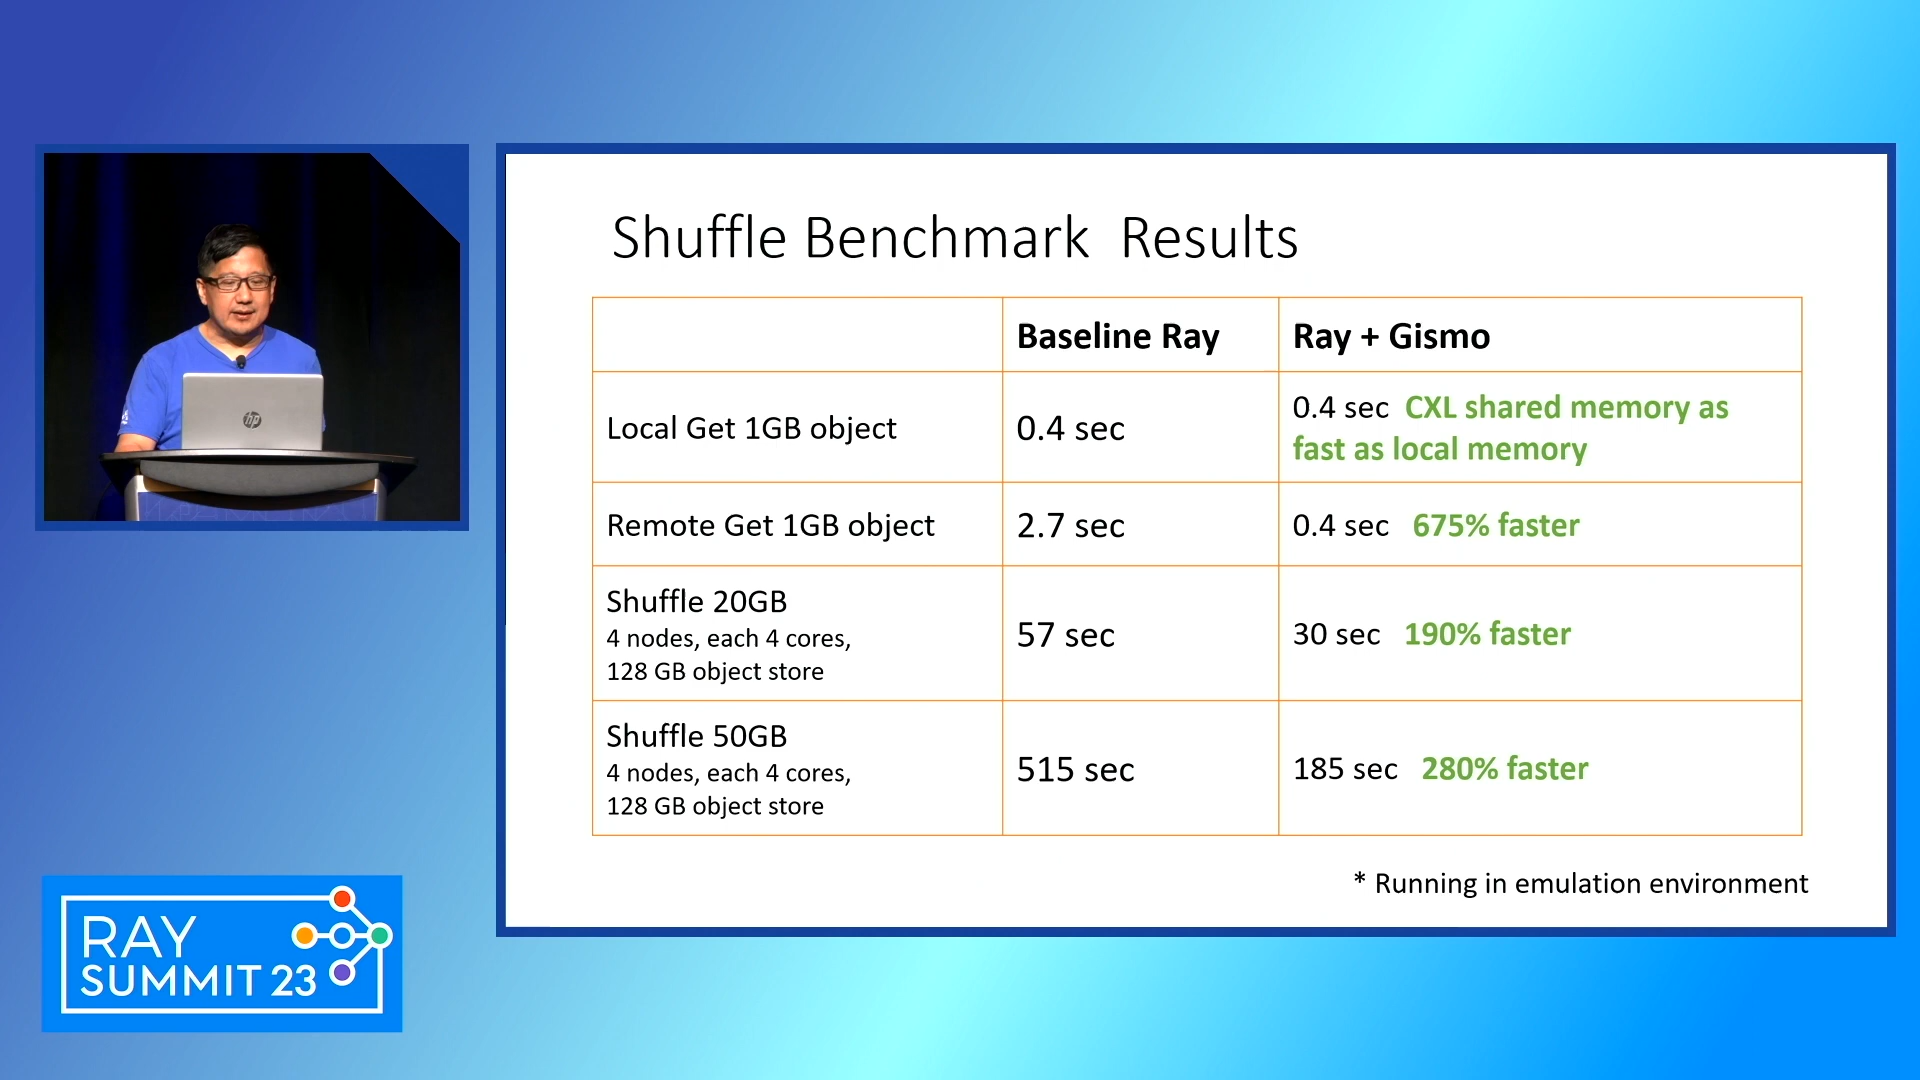 Shuffle Benchmark Results
Baseline Ray
Ray + Gismo
Local Get 1GB object
0.4 sec
0.4 sec CXL shared memory as
fast as local memory
Remote Get 1GB object
2.7 sec
0.4 sec 675% faster
Shuffle 20GB
4 nodes, each 4 cores,
128 GB object store
57 sec
30 sec 190% faster
Shuffle 50GB
4 nodes, each 4 cores,
128 GB object store
515 sec
185 sec 280% faster
* Running in emulation environment
hp
RAY
SUMMIT 23